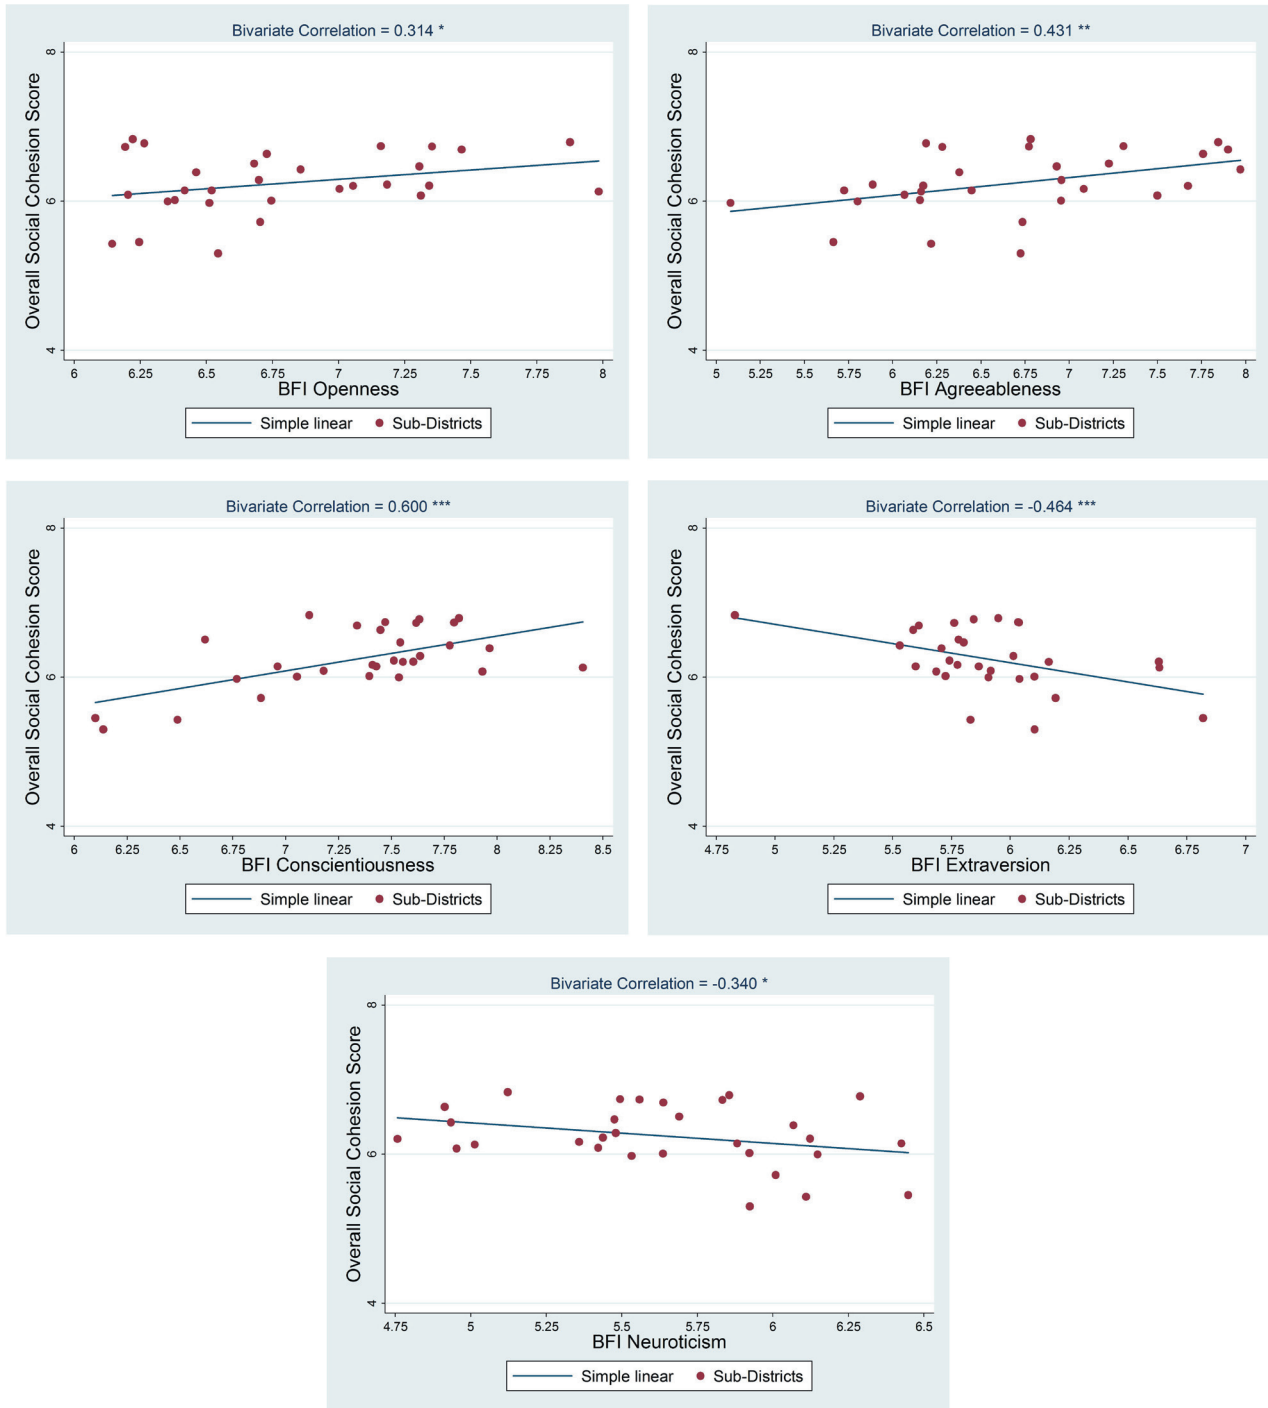 Bivariate Correlation = 0.314 *
Overall Social Cohesion Score
8
6
4
6 6.25 6.5 6.75 7 7.25 7.5 7.75 8
BFI Openness
Simple linear Sub-Districts
Bivariate Correlation = 0.431 **
Overall Social Cohesion Score
8
6
4
5 5.25 5.5 5.75 6 6.25 6.5 6.75 7 7.25 7.5 7.75 8
BFI Agreeableness
Simple linear Sub-Districts
Bivariate Correlation = 0.600 ***
Overall Social Cohesion Score
8
6
4
6 6.25 6.5 6.75 7 7.25 7.5 7.75 8 8.25 8.5
BFI Conscientiousness
Simple linear Sub-Districts
Bivariate Correlation = -0.464 ***
Overall Social Cohesion Score
8
6
4
4.75 5 5.25 5.5 5.75 6 6.25 6.5 6.75 7
BFI Extraversion
Simple linear Sub-Districts
Bivariate Correlation = -0.340 *
Overall Social Cohesion Score
8
6
4
4.75 5 5.25 5.5 5.75 6 6.25 6.5
BFI Neuroticism
Simple linear Sub-Districts